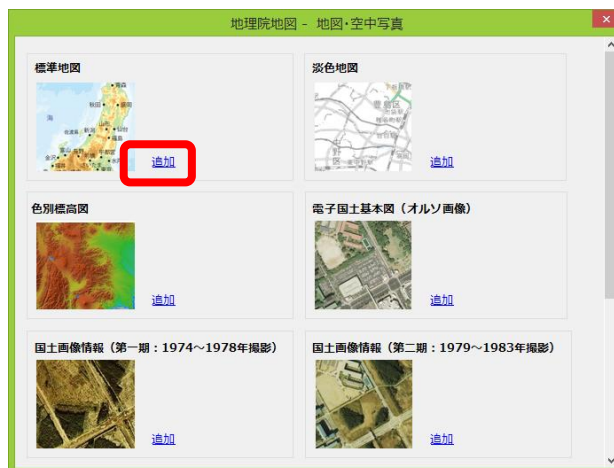 地理院地図 - 地図・空中写真
標準地図
追加
淡色地図
追加
色別標高図
追加
電子国土基本図（オルソ画像）
追加
国土画像情報（第一期：1974～1978年撮影）
追加
国土画像情報（第二期：1979～1983年撮影）
追加